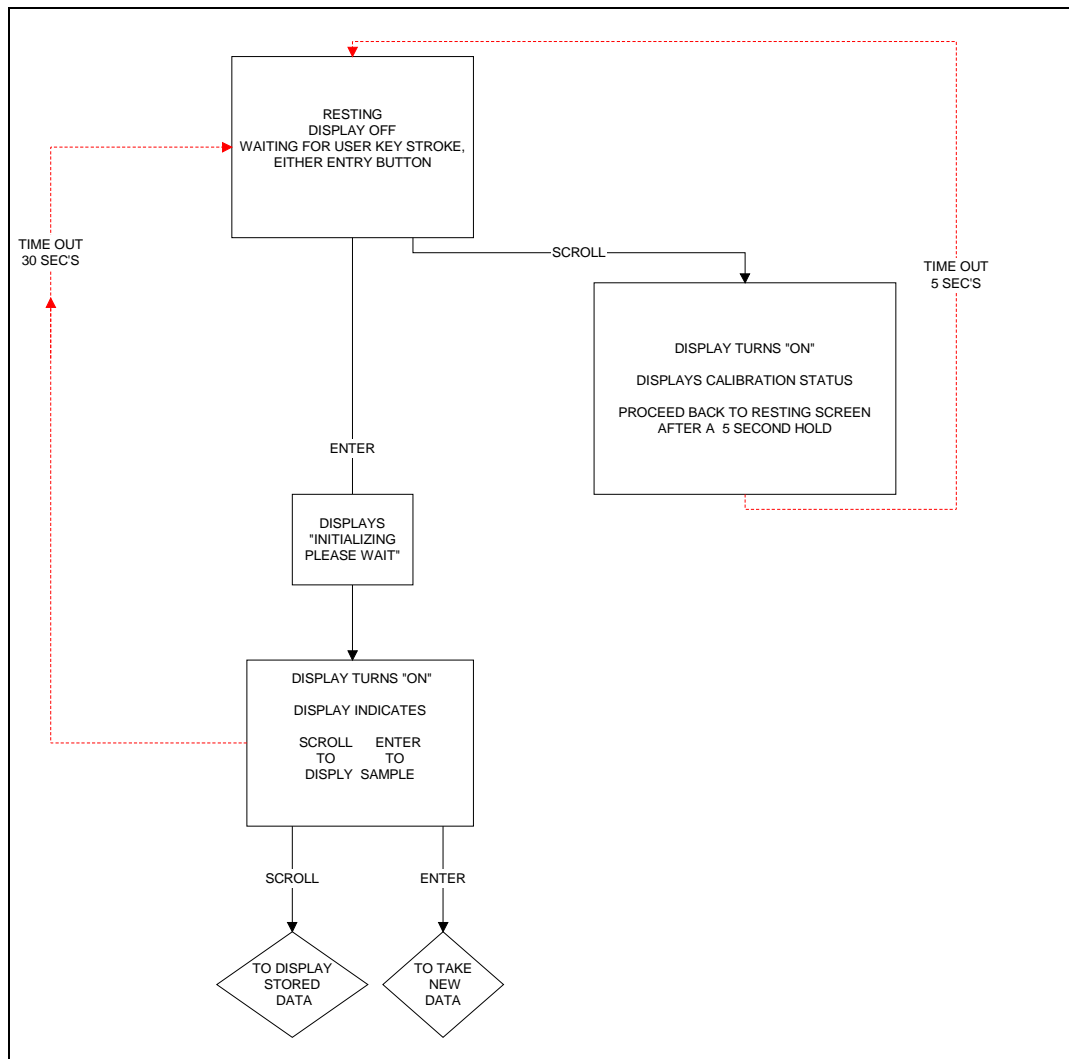 RESTING
DISPLAY OFF
WAITING FOR USER KEY STROKE,
EITHER ENTRY BUTTON
TIME OUT
30 SEC'S
SCROLL
TIME OUT
5 SEC'S
DISPLAY TURNS "ON"
DISPLAYS CALIBRATION STATUS
PROCEED BACK TO RESTING SCREEN
AFTER A 5 SECOND HOLD
ENTER
DISPLAYS
"INITIALIZING
PLEASE WAIT"
DISPLAY TURNS "ON"
DISPLAY INDICATES
SCROLL ENTER
TO TO
DISPLY SAMPLE
SCROLL
ENTER
TO DISPLAY
STORED
DATA
TO TAKE
NEW
DATA